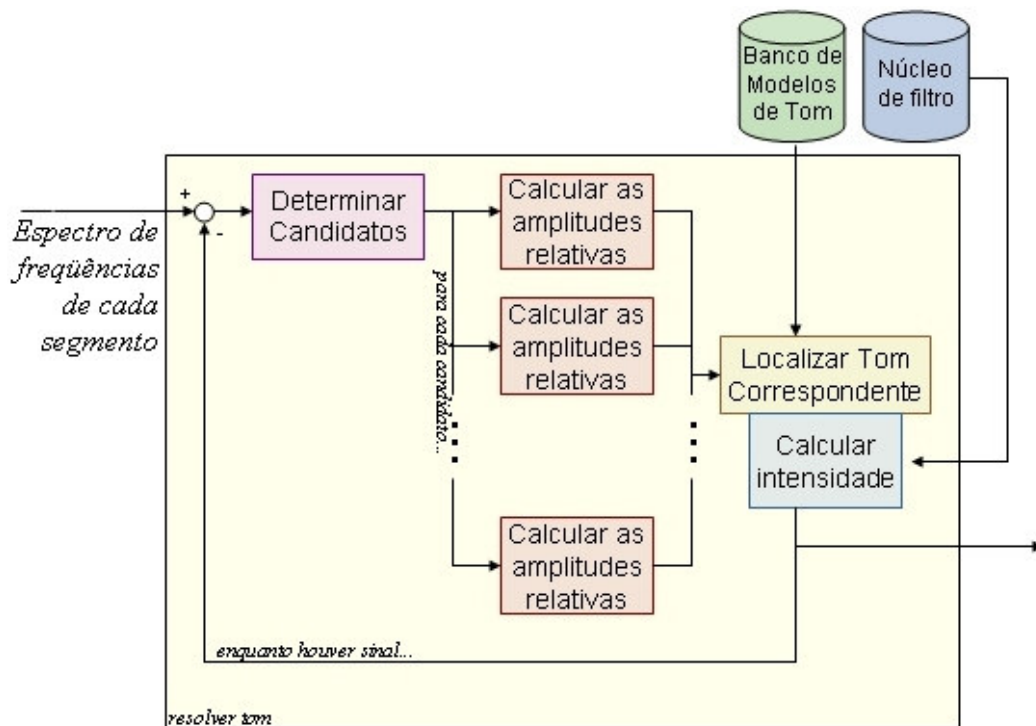 Banco de
Modelos
de Tom
Núcleo
de filtro
+
-
Espectro de
freqüências
de cada
segmento
Determinar
Candidatos
para cada candidato...
Calcular as
amplitudes
relativas
Calcular as
amplitudes
relativas
Calcular as
amplitudes
relativas
Localizar Tom
Correspondente
Calcular
intensidade
enquanto houver sinal...
resolver tom